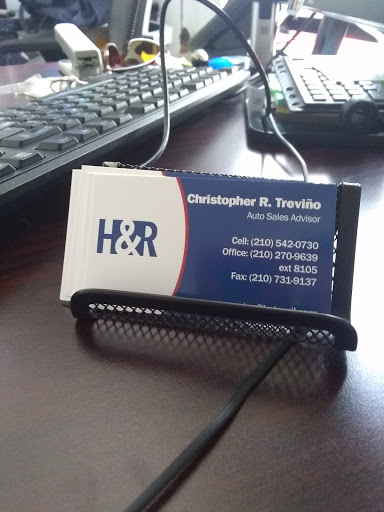 H&R
Christopher R. Treviño
Auto Sales Advisor
Cell: (210) 542-0730
Office: (210) 270-9639
ext 8105
Fax: (210) 731-9137